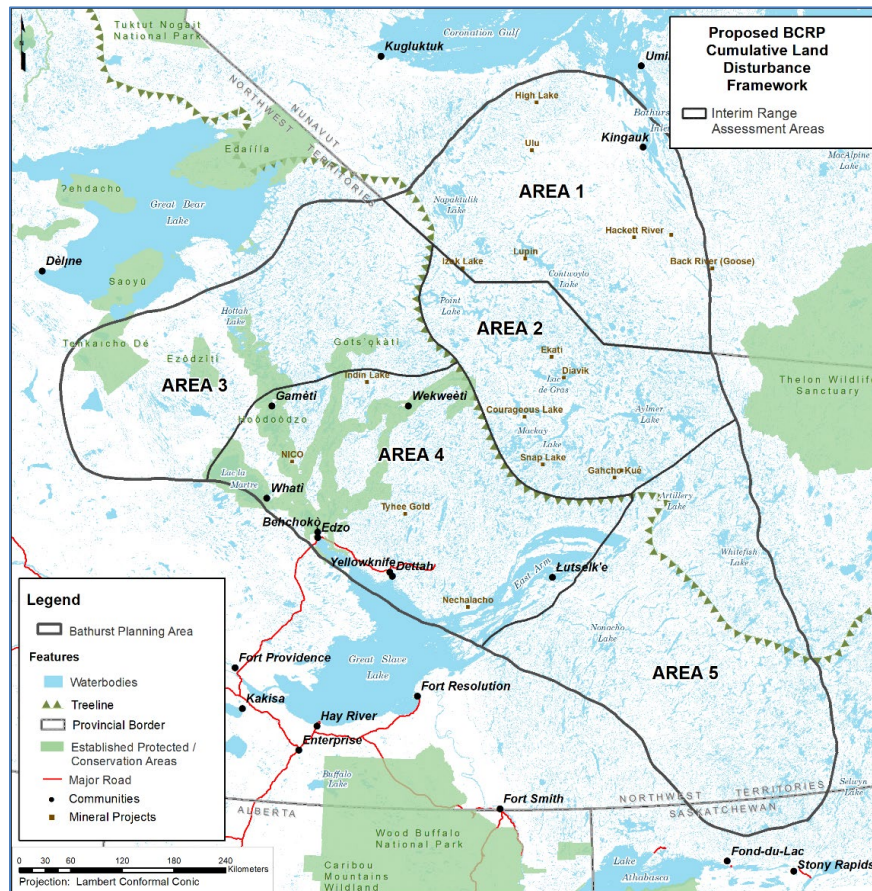 Tuktut Nogait
National Park
Kugluktuk
Coronation Gulf
Proposed BCRP
Cumulative Land
Disturbance
Framework
Interim Range
Assessment Areas
NUNAVUT
NORTHWEST TERRITORIES
High Lake
Bathurst
Ulu
Kingauk
MacAlpine
Lake
Edaííla
Ɂehdacho
Great Bear
Lake
Napaktulik
Lake
AREA 1
Hackett River
Lupin
Izok Lake
Contwoyto
Lake
Back River (Goose)
Dèlı̨ne
Saoyú
Point
Lake
AREA 2
Hottah
Lake
Gots'ǫkàtì
Tenkaıcho Dé
Ezǫ̀dzìtì
AREA 3
Ekati
Diavik
Lac
de Gras
Thelon Wildlife
Sanctuary
Indin Lake
Gamètì
Wekweètì
Hoòdoòdzo
Courageous Lake
Mackay
Lake
Aylmer
Lake
AREA 4
NICO
Snap Lake
Gahcho Kué
Lac la
Martre
Whatì
Tyhee Gold
Artillery
Lake
Behchokǫ̀
Edzo
Yellowknife
Dettah
East Arm
Łutselk'e
Whitefish
Lake
Nechalacho
Nonacho
Lake
AREA 5
Great Slave
Lake
Fort Providence
Kakisa
Fort Resolution
Hay River
Enterprise
Buffalo
Lake
Selwyn
Lake
ALBERTA
NORTHWEST TERRITORIES
SASKATCHEWAN
Fort Smith
Wood Buffalo
National Park
Caribou
Mountains
Wildland
Lake
Athabasca
Fond-du-Lac
Stony Rapids
Legend
Bathurst Planning Area
Features
Waterbodies
Treeline
Provincial Border
Established Protected /
Conservation Areas
Major Road
Communities
Mineral Projects
0 30 60 120 180 240
Kilometers
Projection: Lambert Conformal Conic